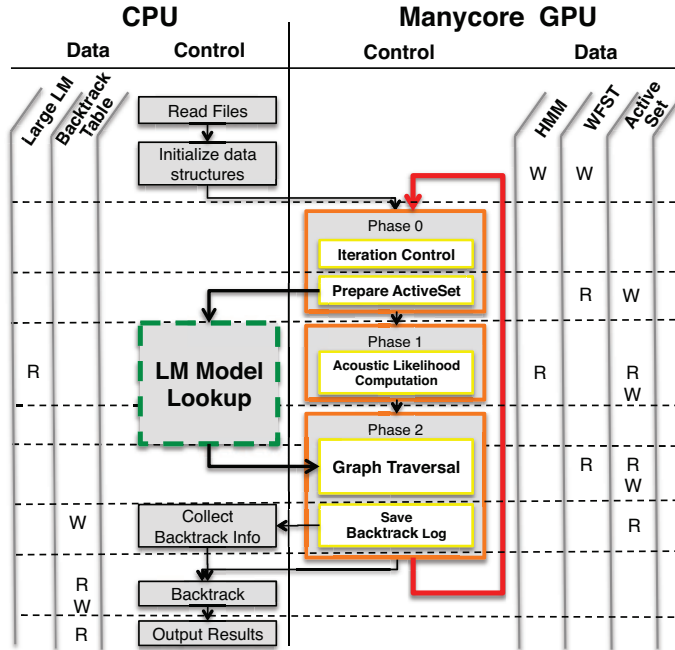 CPU
Manycore GPU
Data
Control
Control
Data
Large LM
Backtrack
Table
HMM
WFST
Active
Set
Read Files
Initialize data
structures
W W
Phase 0
Iteration Control
Prepare ActiveSet
R W
LM Model
Lookup
R
Phase 1
Acoustic Likelihood
Computation
R R
W
Phase 2
Graph Traversal
R R
W
W
Collect
Backtrack Info
Save
Backtrack Log
R
R
W
Backtrack
R
Output Results